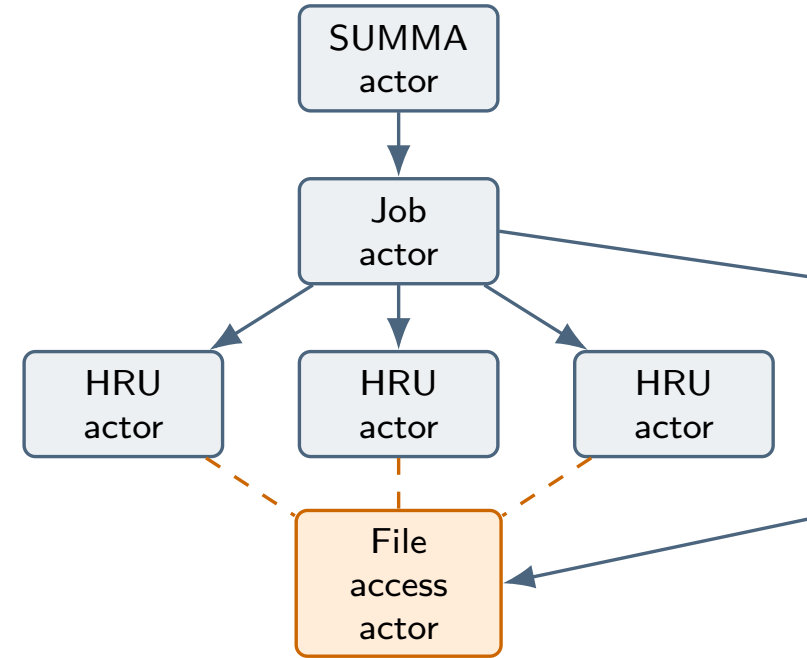 SUMMA
actor
Job
actor
HRU
actor
HRU
actor
HRU
actor
File
access
actor